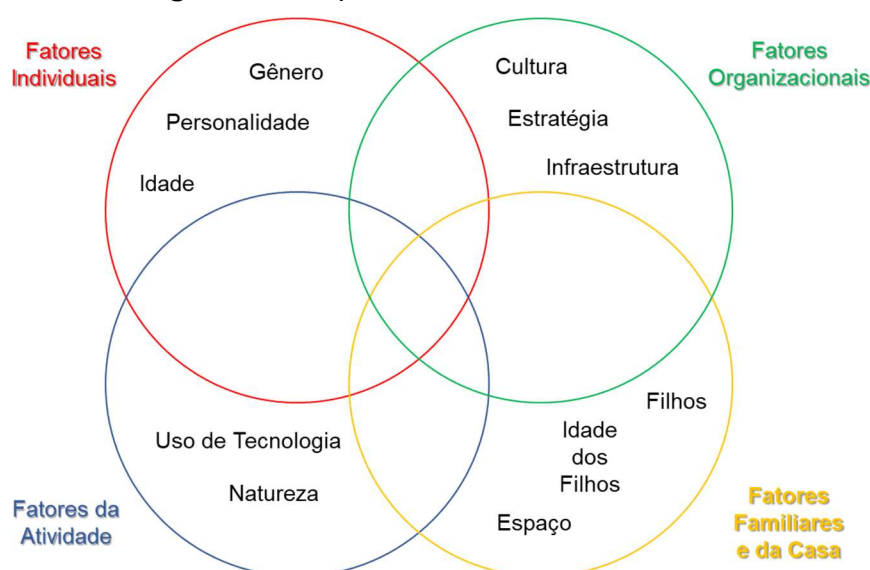 Fatores
Individuais
Gênero
Personalidade
Idade
Cultura
Estratégia
Infraestrutura
Fatores
Organizacionais
Uso de Tecnologia
Natureza
Fatores da
Atividade
Filhos
Idade
dos
Filhos
Espaço
Fatores
Familiares
e da Casa